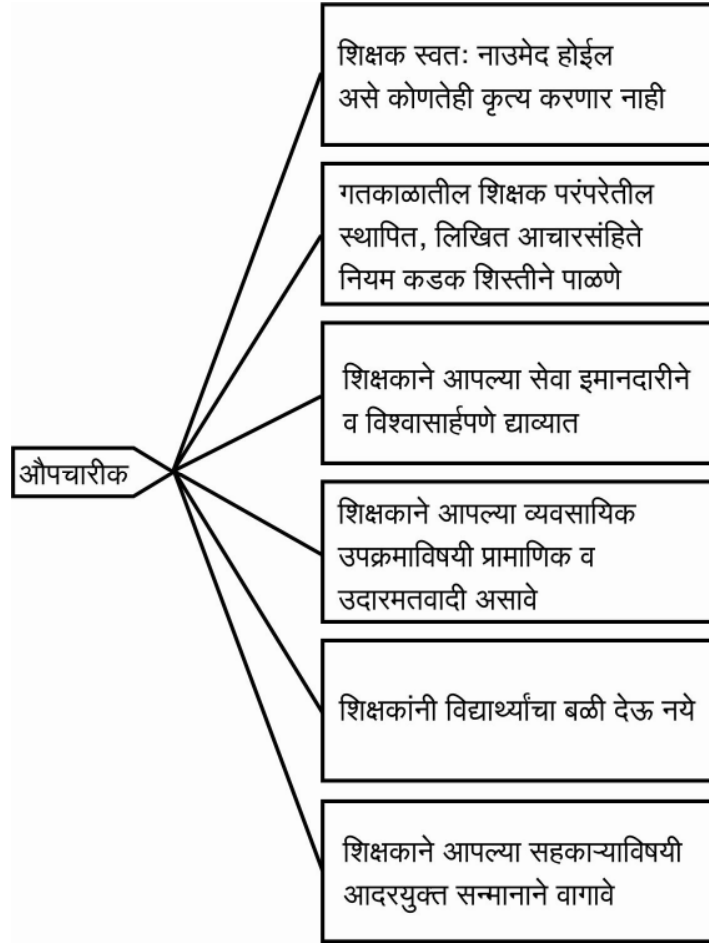 शिक्षक स्वतः नाउमेद होईल
असे कोणतेही कृत्य करणार नाही
गतकाळातील शिक्षक परंपरेतील
स्थापित, लिखित आचारसंहिते
नियम कडक शिस्तीने पाळणे
शिक्षकाने आपल्या सेवा इमानदारीने
व विश्वासार्हपणे द्याव्यात
औपचारीक
शिक्षकाने आपल्या व्यवसायिक
उपक्रमाविषयी प्रामाणिक व
उदारमतवादी असावे
शिक्षकांनी विद्यार्थ्यांचा बळी देऊ नये
शिक्षकाने आपल्या सहकाऱ्याविषयी
आदरयुक्त सन्मानाने वागावे